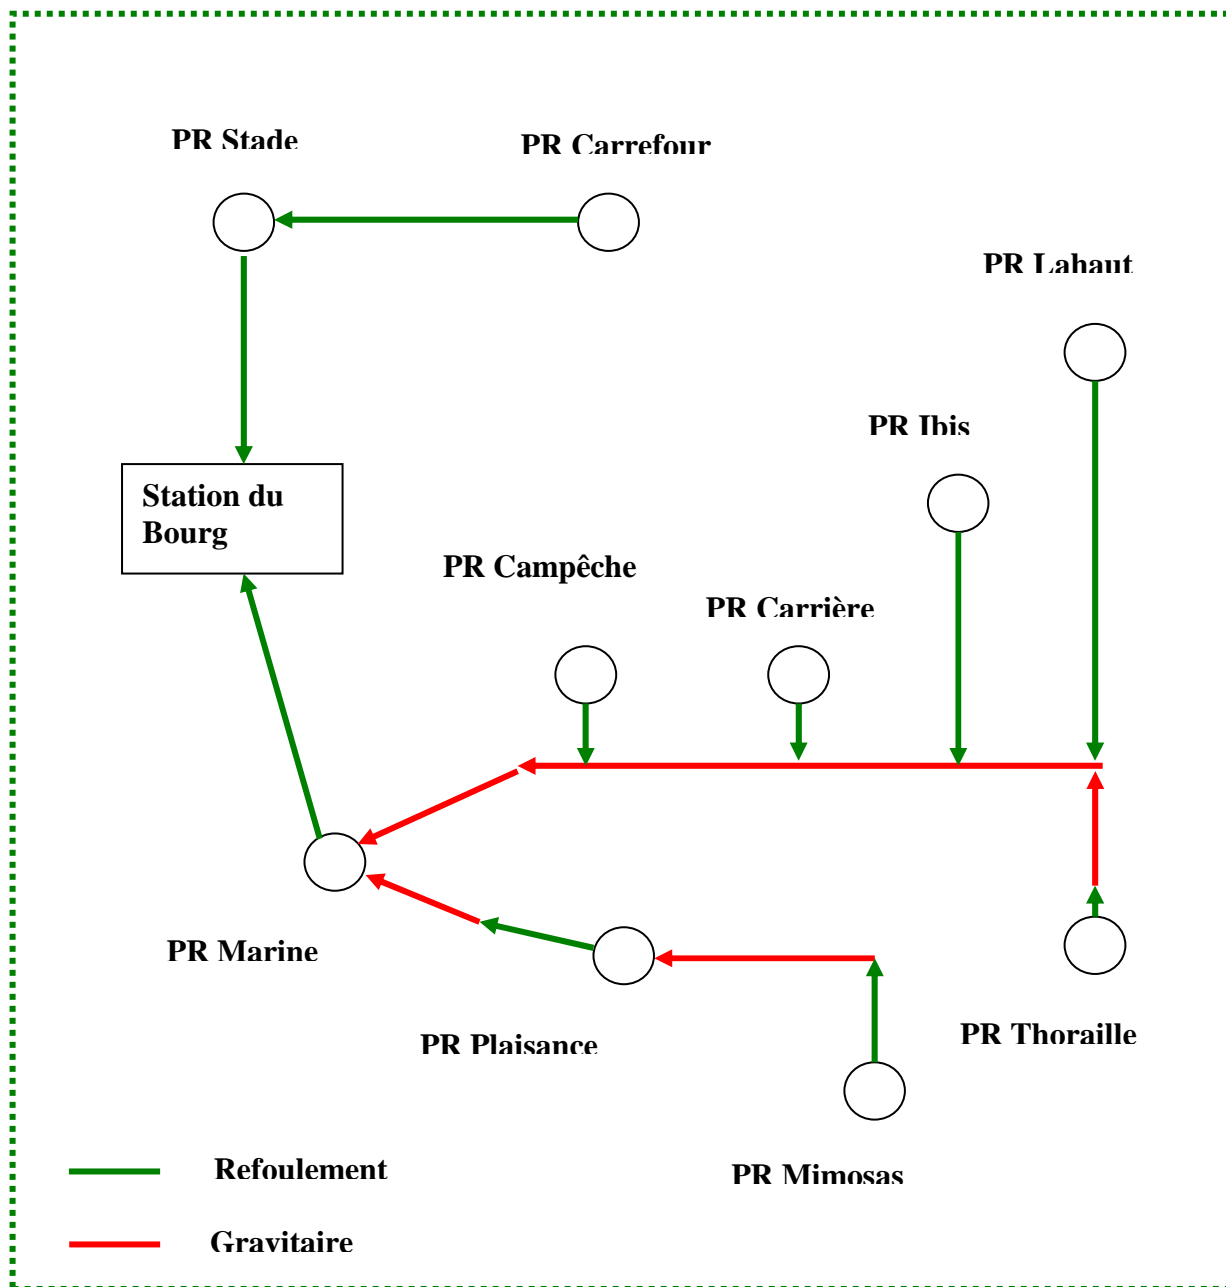 PR Stade
PR Carrefour
PR Lahaut
PR Ibis
Station du
Bourg
PR Campêche
PR Carrière
PR Marine
PR Plaisance
PR Thoraille
PR Mimosas
Refoulement
Gravitaire